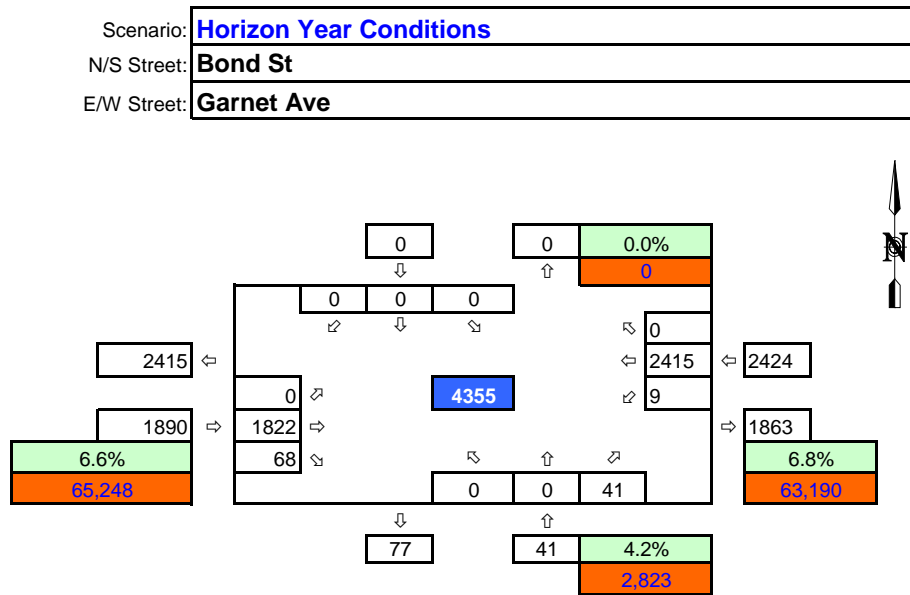 Scenario: Horizon Year Conditions
N/S Street: Bond St
E/W Street: Garnet Ave
N
0 0 0.0%
⇩ ⇧ 0
0 0 0
⬃ ⇩ ⬂ ⬁ 0
2415 ⇦ ⇦ 2415 ⇦ 2424
0 ⬀ 4355 ⬃ 9
1890 ⇨ 1822 ⇨ ⇨ 1863
6.6% 68 ⬂ ⬁ ⇧ ⬀ 6.8%
65,248 0 0 41 63,190
⇩ ⇧
77 41 4.2%
2,823